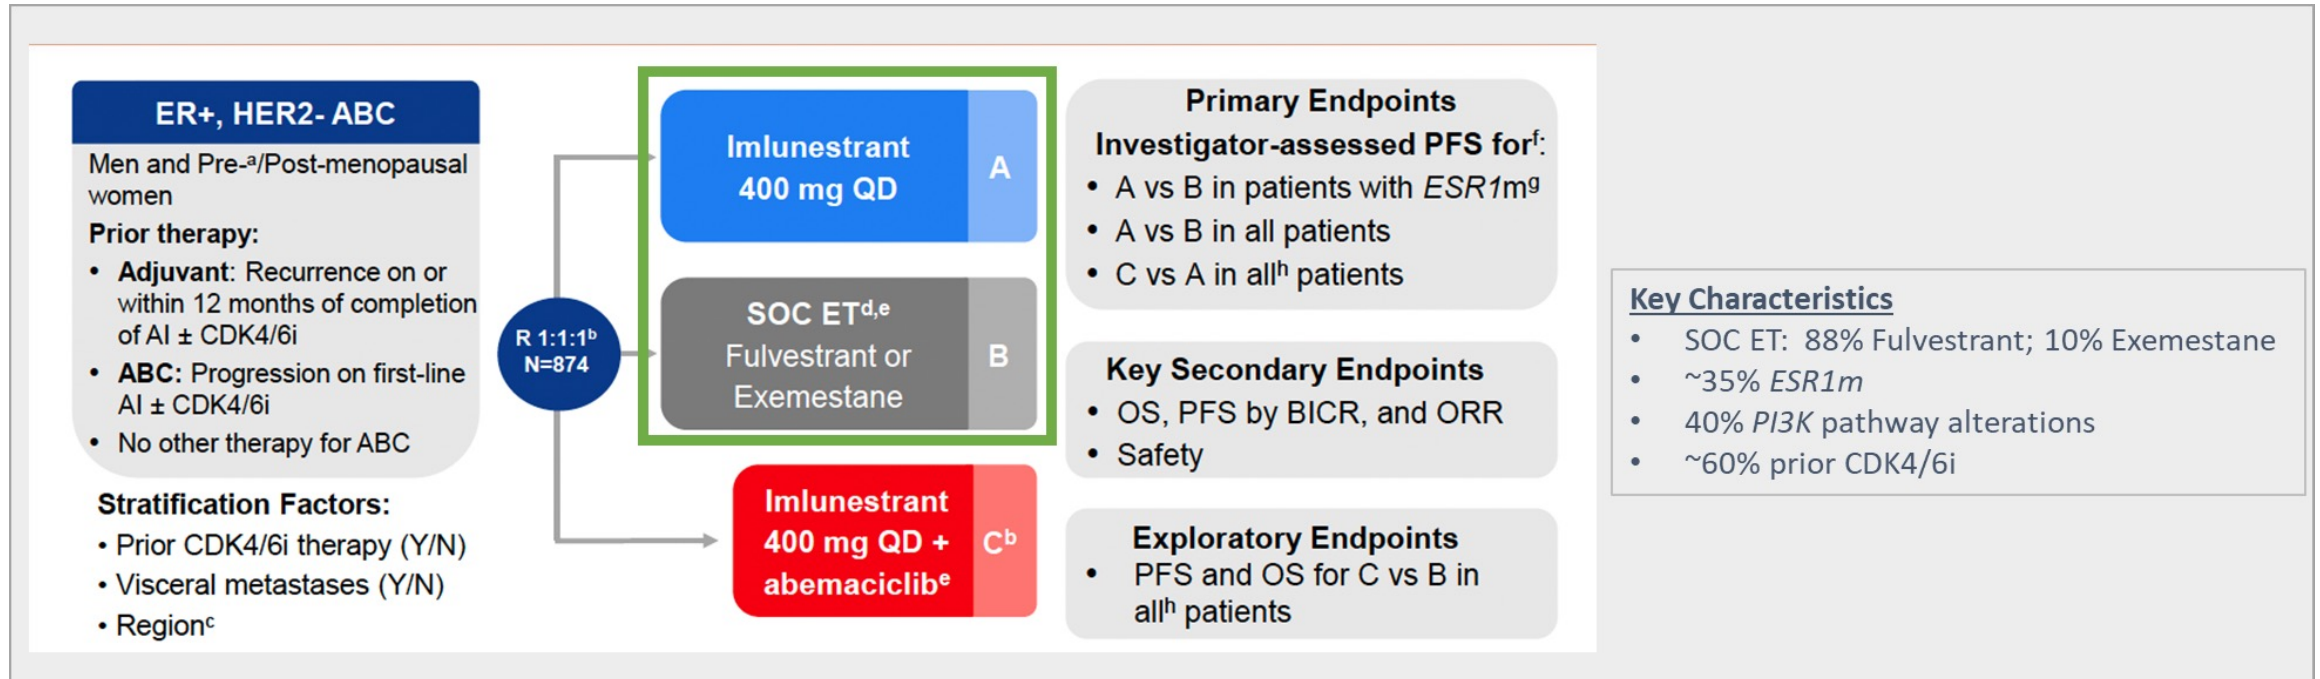 ER+, HER2- ABC
Men and Pre-ᵃ/Post-menopausal
women
Prior therapy:
• Adjuvant: Recurrence on or
within 12 months of completion
of AI ± CDK4/6i
• ABC: Progression on first-line
AI ± CDK4/6i
• No other therapy for ABC
Stratification Factors:
• Prior CDK4/6i therapy (Y/N)
• Visceral metastases (Y/N)
• Regionᶜ
R 1:1:1ᵇ
N=874
Imlunestrant
400 mg QD
A
SOC ETᵈ,ᵉ
Fulvestrant or
Exemestane
B
Imlunestrant
400 mg QD +
abemaciclibᵉ
Cᵇ
Primary Endpoints
Investigator-assessed PFS forᶠ:
• A vs B in patients with ESR1mᵍ
• A vs B in all patients
• C vs A in allʰ patients
Key Secondary Endpoints
• OS, PFS by BICR, and ORR
• Safety
Exploratory Endpoints
• PFS and OS for C vs B in
allʰ patients
Key Characteristics
• SOC ET: 88% Fulvestrant; 10% Exemestane
• ~35% ESR1m
• 40% PI3K pathway alterations
• ~60% prior CDK4/6i